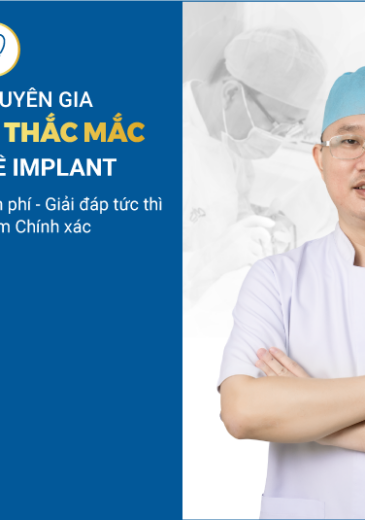 UYÊN GIA
THẮC MẮC
IMPLANT
phí - Giải đáp tức thì
Chính xác